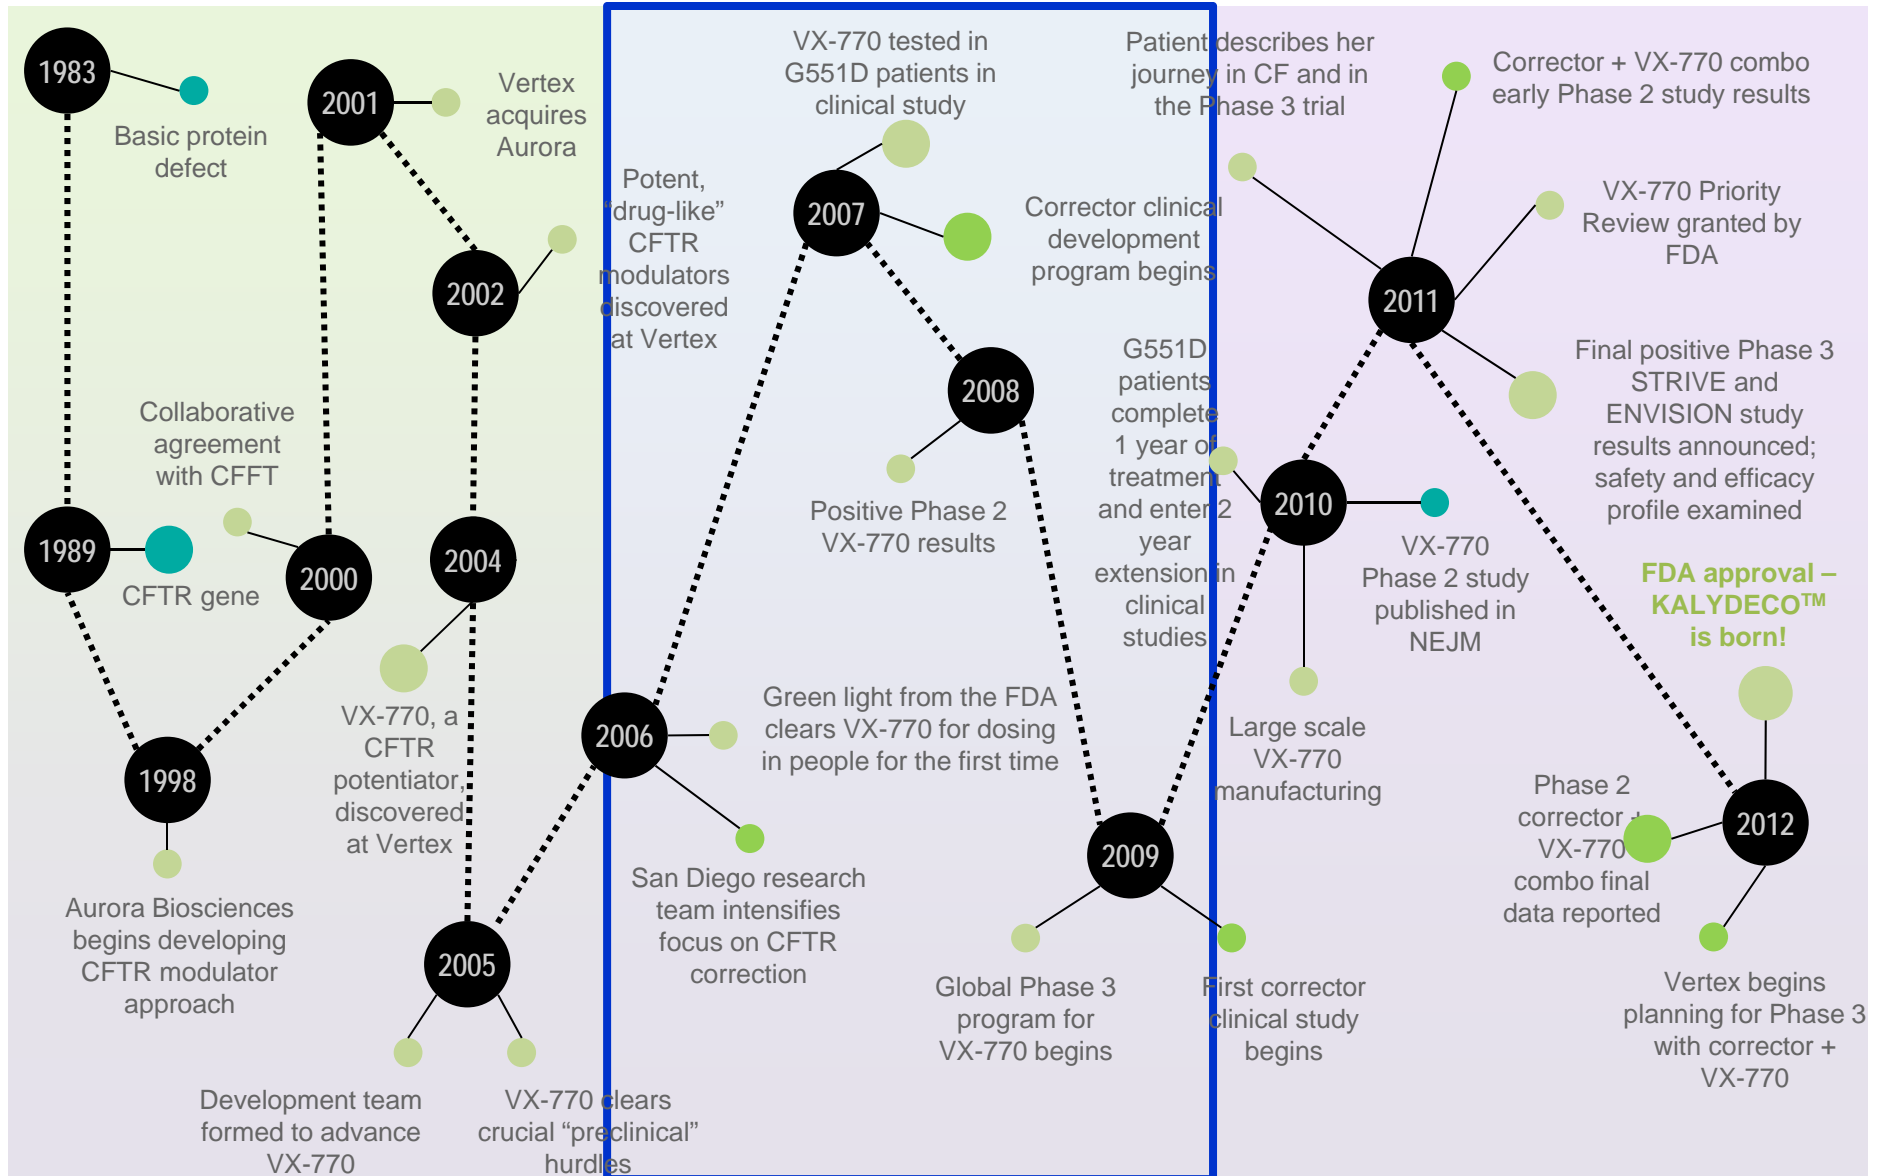 1983
Basic protein
defect
1989
CFTR gene
1998
Aurora Biosciences
begins developing
CFTR modulator
approach
2000
Collaborative
agreement
with CFFT
2001
Vertex
acquires
Aurora
2002
Potent,
“drug-like”
CFTR
modulators
discovered
at Vertex
2004
VX-770, a
CFTR
potentiator,
discovered
at Vertex
2005
Development team
formed to advance
VX-770
VX-770 clears
crucial “preclinical”
hurdles
2006
Green light from the FDA
clears VX-770 for dosing
in people for the first time
San Diego research
team intensifies
focus on CFTR
correction
2007
VX-770 tested in
G551D patients in
clinical study
Corrector clinical
development
program begins
2008
Positive Phase 2
VX-770 results
2009
Global Phase 3
program for
VX-770 begins
First corrector
clinical study
begins
2010
G551D
patients
complete
1 year of
treatment
and enter 2
year
extension in
clinical
studies
VX-770
Phase 2 study
published in
NEJM
Large scale
VX-770
manufacturing
2011
Patient describes her
journey in CF and in
the Phase 3 trial
Corrector + VX-770 combo
early Phase 2 study results
VX-770 Priority
Review granted by
FDA
Final positive Phase 3
STRIVE and
ENVISION study
results announced;
safety and efficacy
profile examined
2012
FDA approval –
KALYDECO™
is born!
Phase 2
corrector +
VX-770
combo final
data reported
Vertex begins
planning for Phase 3
with corrector +
VX-770